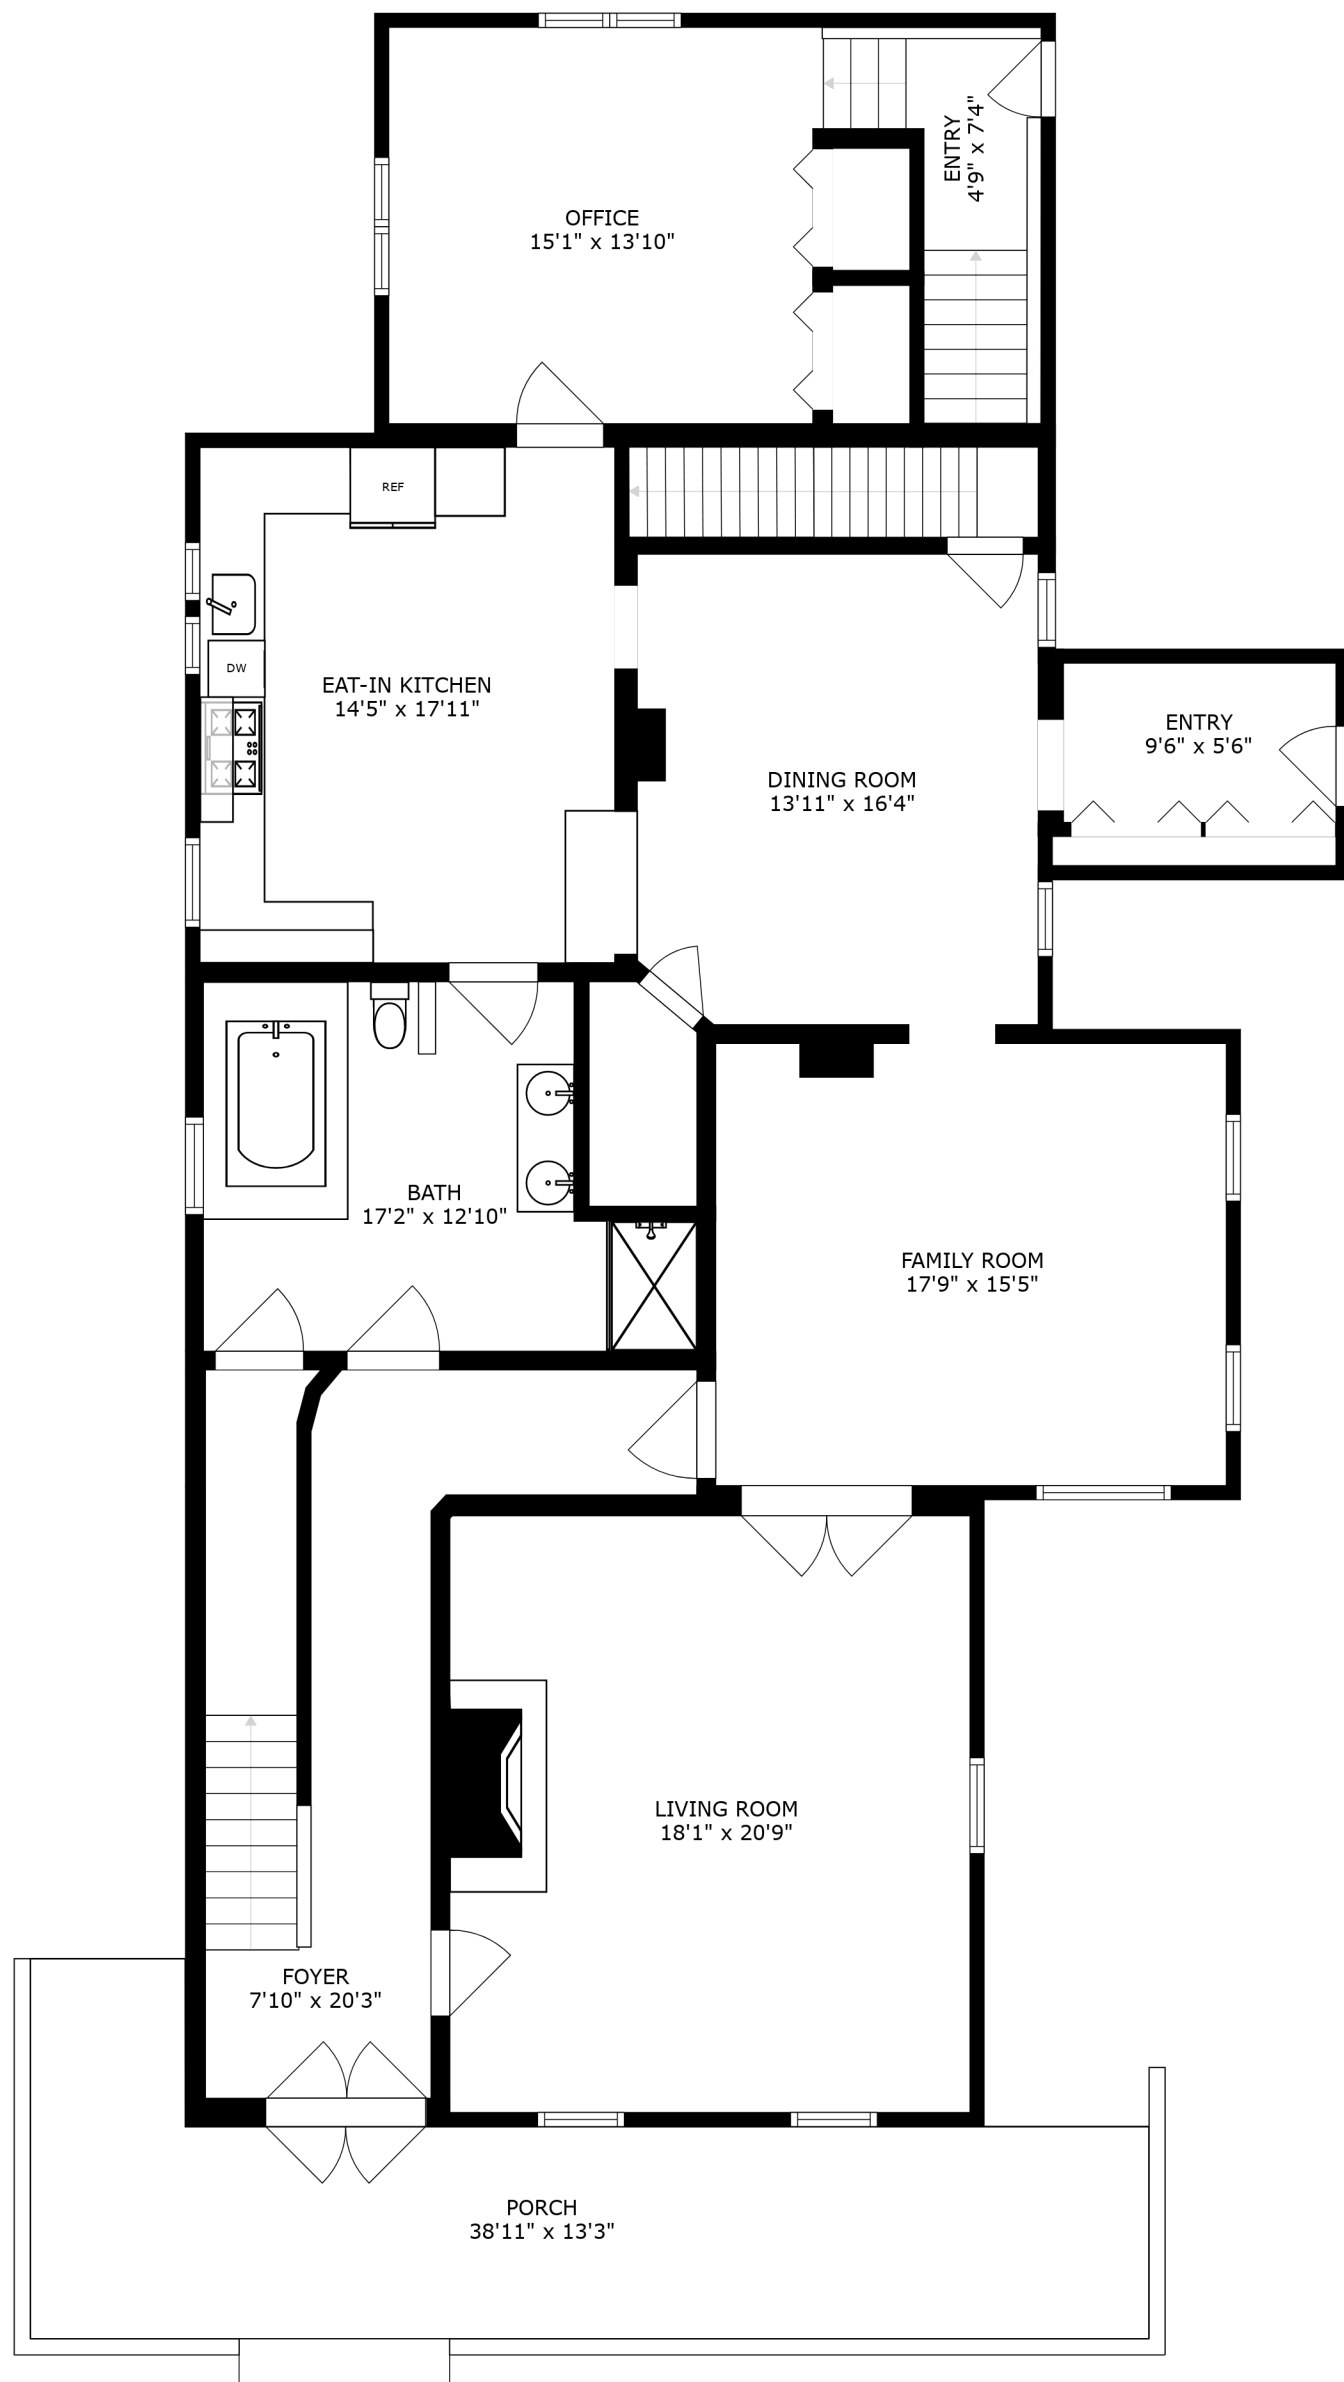 ENTRY
4'9" x 7'4"
OFFICE
15'1" x 13'10"
REF
DW
EAT-IN KITCHEN
14'5" x 17'11"
ENTRY
9'6" x 5'6"
DINING ROOM
13'11" x 16'4"
BATH
17'2" x 12'10"
FAMILY ROOM
17'9" x 15'5"
LIVING ROOM
18'1" x 20'9"
FOYER
7'10" x 20'3"
PORCH
38'11" x 13'3"